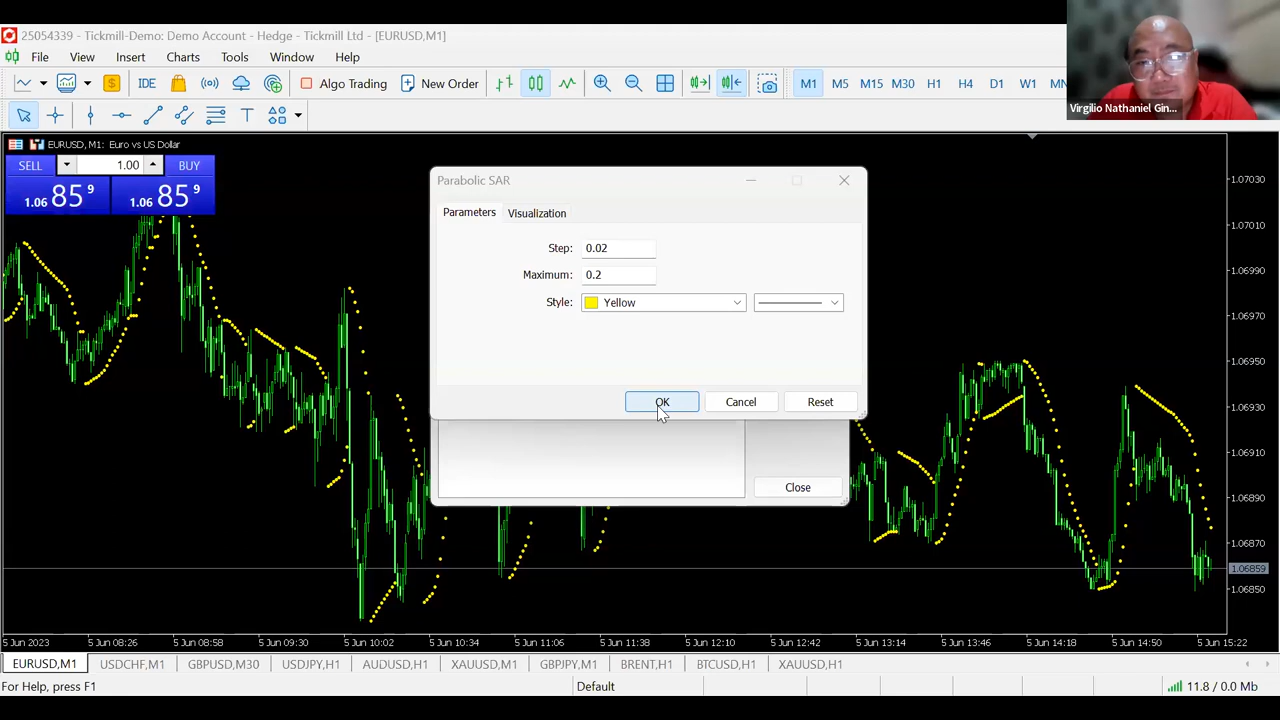 25054339 - Tickmill-Demo: Demo Account - Hedge - Tickmill Ltd - [EURUSD,M1]
File View Insert Charts Tools Window Help
IDE Algo Trading New Order M1 M5 M15 M30 H1 H4 D1 W1 MN
Virgilio Nathaniel Gin...
EURUSD, M1: Euro vs US Dollar
SELL 1.00 BUY
1.06 85 9 1.06 85 9
Parabolic SAR
Parameters Visualization
Step: 0.02
Maximum: 0.2
Style: Yellow
OK Cancel Reset
Close
1.07030
1.07010
1.06990
1.06970
1.06950
1.06930
1.06910
1.06890
1.06870
1.06859
1.06850
5 Jun 2023 5 Jun 08:26 5 Jun 08:58 5 Jun 09:30 5 Jun 10:02 5 Jun 10:34 5 Jun 11:06 5 Jun 11:38 5 Jun 12:10 5 Jun 12:42 5 Jun 13:14 5 Jun 13:46 5 Jun 14:18 5 Jun 14:50 5 Jun 15:22
EURUSD,M1 USDCHF,M1 GBPUSD,M30 USDJPY,H1 AUDUSD,H1 XAUUSD,M1 GBPJPY,M1 BRENT,H1 BTCUSD,H1 XAUUSD,H1
For Help, press F1 Default 11.8 / 0.0 Mb